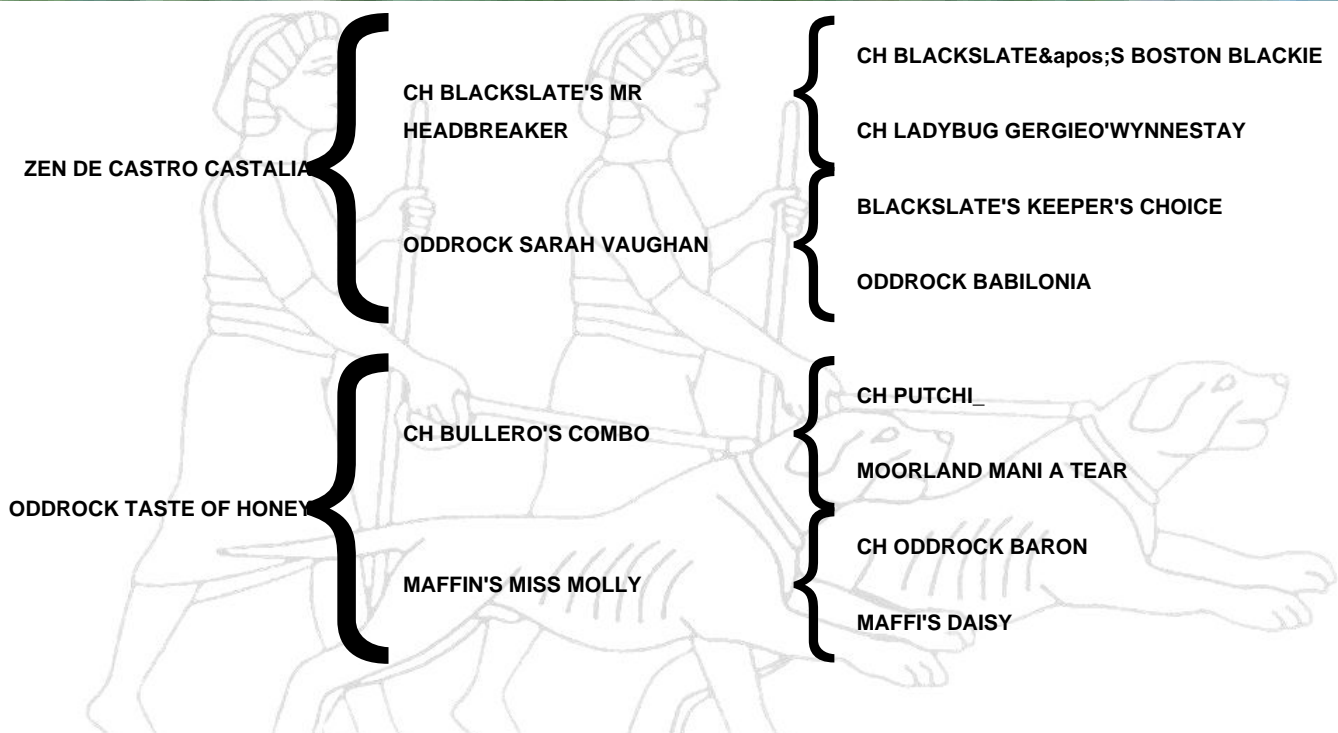 ZEN DE CASTRO CASTALIA
CH BLACKSLATE'S MR
HEADBREAKER
CH BLACKSLATE&apos;S BOSTON BLACKIE
CH LADYBUG GERGIEO'WYNNESTAY
ODDROCK SARAH VAUGHAN
BLACKSLATE'S KEEPER'S CHOICE
ODDROCK BABILONIA
ODDROCK TASTE OF HONEY
CH BULLERO'S COMBO
CH PUTCHI_
MOORLAND MANI A TEAR
MAFFIN'S MISS MOLLY
CH ODDROCK BARON
MAFFI'S DAISY